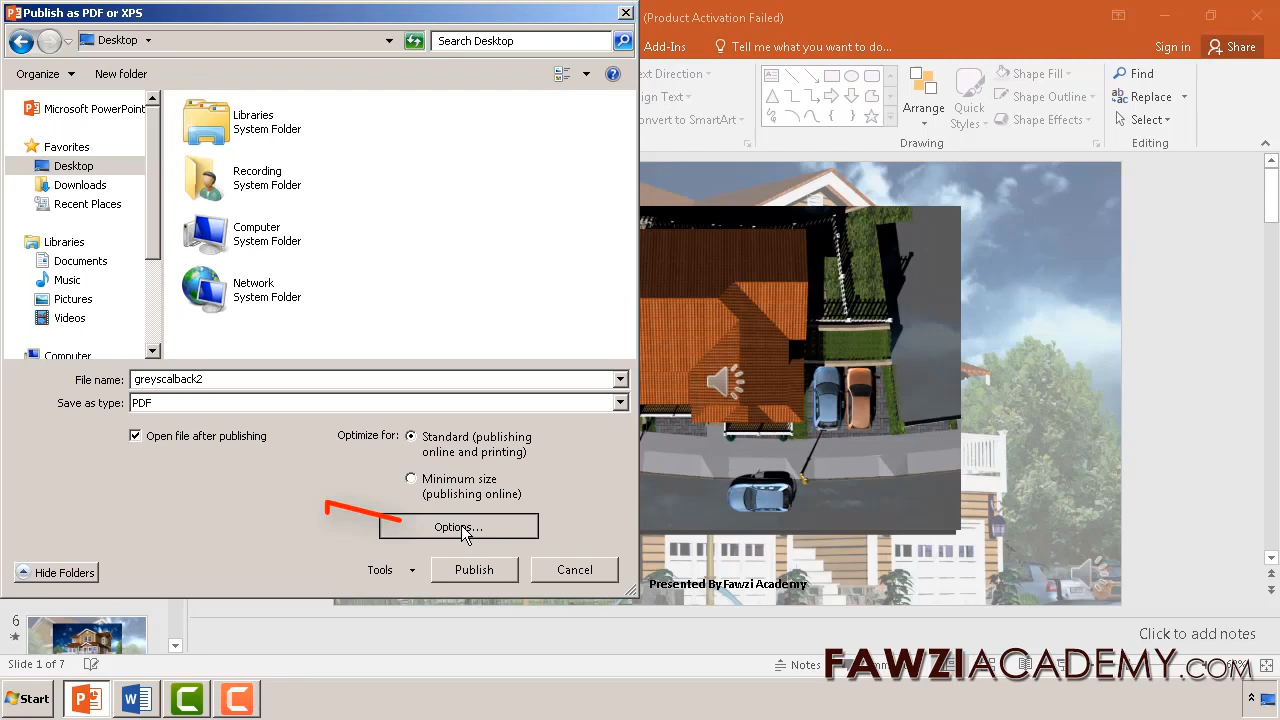 Publish as PDF or XPS
(Product Activation Failed)
Desktop
Search Desktop
Add-Ins
Tell me what you want to do...
Sign in
Share
Organize
New folder
ext Direction
Shape Fill
Find
ign Text
Arrange
Quick
Styles
Shape Outline
Replace
onvert to SmartArt
Shape Effects
Select
Drawing
Editing
Microsoft PowerPoint
Favorites
Desktop
Downloads
Recent Places
Libraries
Documents
Music
Pictures
Videos
Computer
Libraries
System Folder
Recording
System Folder
Computer
System Folder
Network
System Folder
File name:
greyscalback2
Save as type:
PDF
Open file after publishing
Optimize for:
Standard (publishing
online and printing)
Minimum size
(publishing online)
Options...
Hide Folders
Tools
Publish
Cancel
Presented By Fawzi Academy
6
Click to add notes
Slide 1 of 7
Notes
FAWZIACADEMY.COM
Start